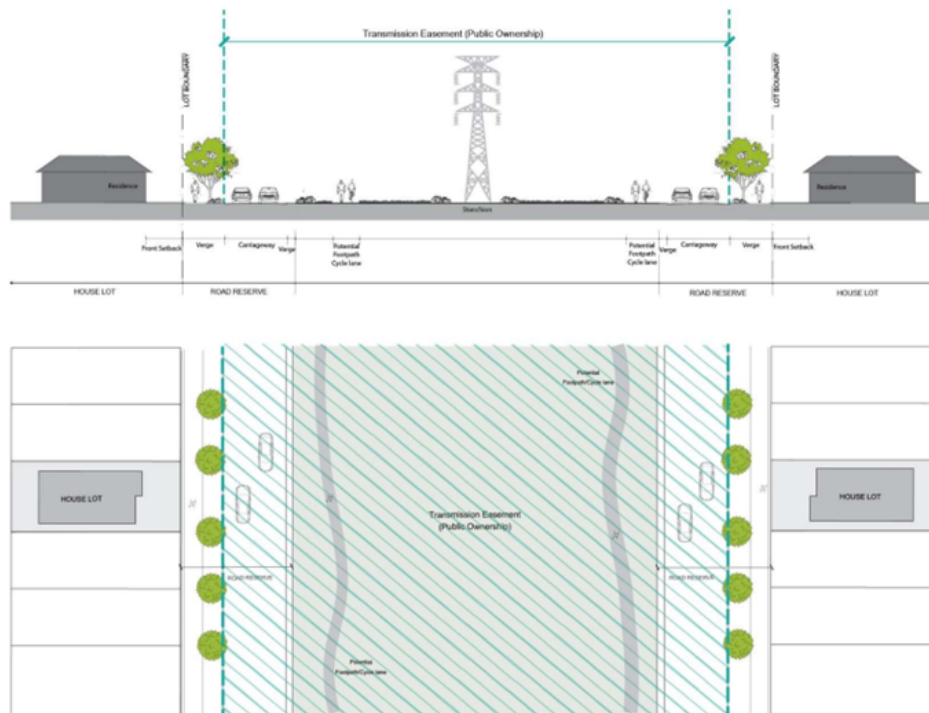 Transmission Easement (Public Ownership)
LOT BOUNDARY
LOT BOUNDARY
Residence
Residence
Stanchion
Front Setback
Verge
Carriageway
Verge
Potential
Footpath
Cycle lane
Potential
Footpath
Cycle lane
Verge
Carriageway
Verge
Front Setback
HOUSE LOT
ROAD RESERVE
ROAD RESERVE
HOUSE LOT
Potential
Footpath/Cycle lane
HOUSE LOT
HOUSE LOT
Transmission Easement
(Public Ownership)
ROAD RESERVE
ROAD RESERVE
Potential
Footpath/Cycle lane